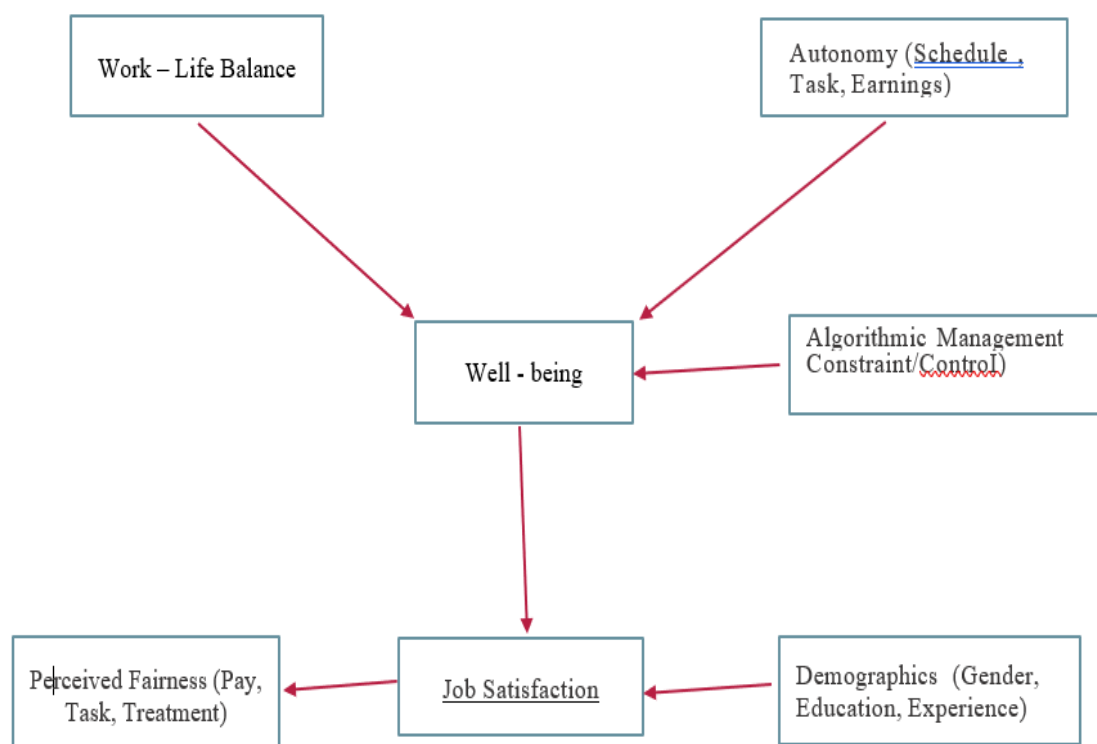 Work – Life Balance
Autonomy (Schedule ,
Task, Earnings)
Algorithmic Management
Constraint/Control)
Well - being
Perceived Fairness (Pay,
Task, Treatment)
Job Satisfaction
Demographics (Gender,
Education, Experience)